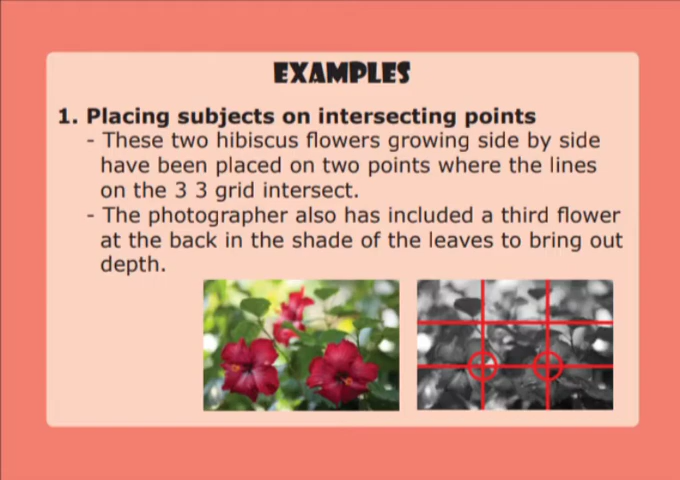 EXAMPLES
1. Placing subjects on intersecting points
- These two hibiscus flowers growing side by side
have been placed on two points where the lines
on the 3 3 grid intersect.
- The photographer also has included a third flower
at the back in the shade of the leaves to bring out
depth.